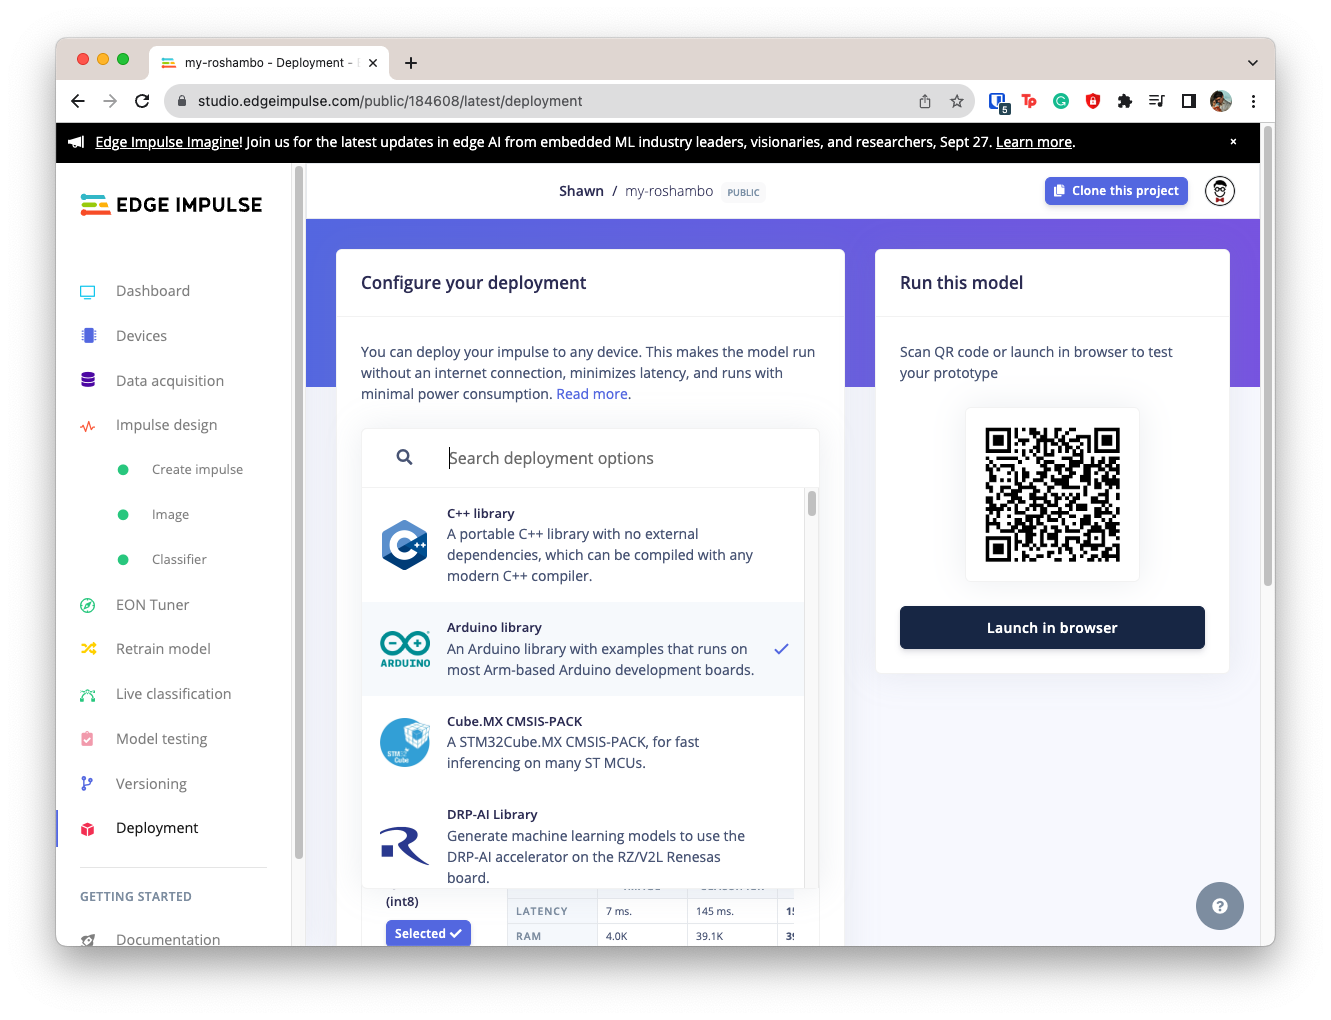 my-roshambo - Deployment -
studio.edgeimpulse.com/public/184608/latest/deployment
5
Tp
Edge Impulse Imagine! Join us for the latest updates in edge AI from embedded ML industry leaders, visionaries, and researchers, Sept 27. Learn more.
EDGE IMPULSE
Shawn / my-roshambo PUBLIC
Clone this project
Dashboard
Devices
Data acquisition
Impulse design
Create impulse
Image
Classifier
EON Tuner
Retrain model
Live classification
Model testing
Versioning
Deployment
GETTING STARTED
Documentation
Configure your deployment
You can deploy your impulse to any device. This makes the model run
without an internet connection, minimizes latency, and runs with
minimal power consumption. Read more.
Search deployment options
C++ library
A portable C++ library with no external
dependencies, which can be compiled with any
modern C++ compiler.
Arduino library
An Arduino library with examples that runs on
most Arm-based Arduino development boards.
ARDUINO
Cube.MX CMSIS-PACK
A STM32Cube.MX CMSIS-PACK, for fast
inferencing on many ST MCUs.
STM32
Cube
DRP-AI Library
Generate machine learning models to use the
DRP-AI accelerator on the RZ/V2L Renesas
board.
(int8)
Selected
LATENCY 7 ms. 145 ms.
RAM 4.0K 39.1K
Run this model
Scan QR code or launch in browser to test
your prototype
Launch in browser
?